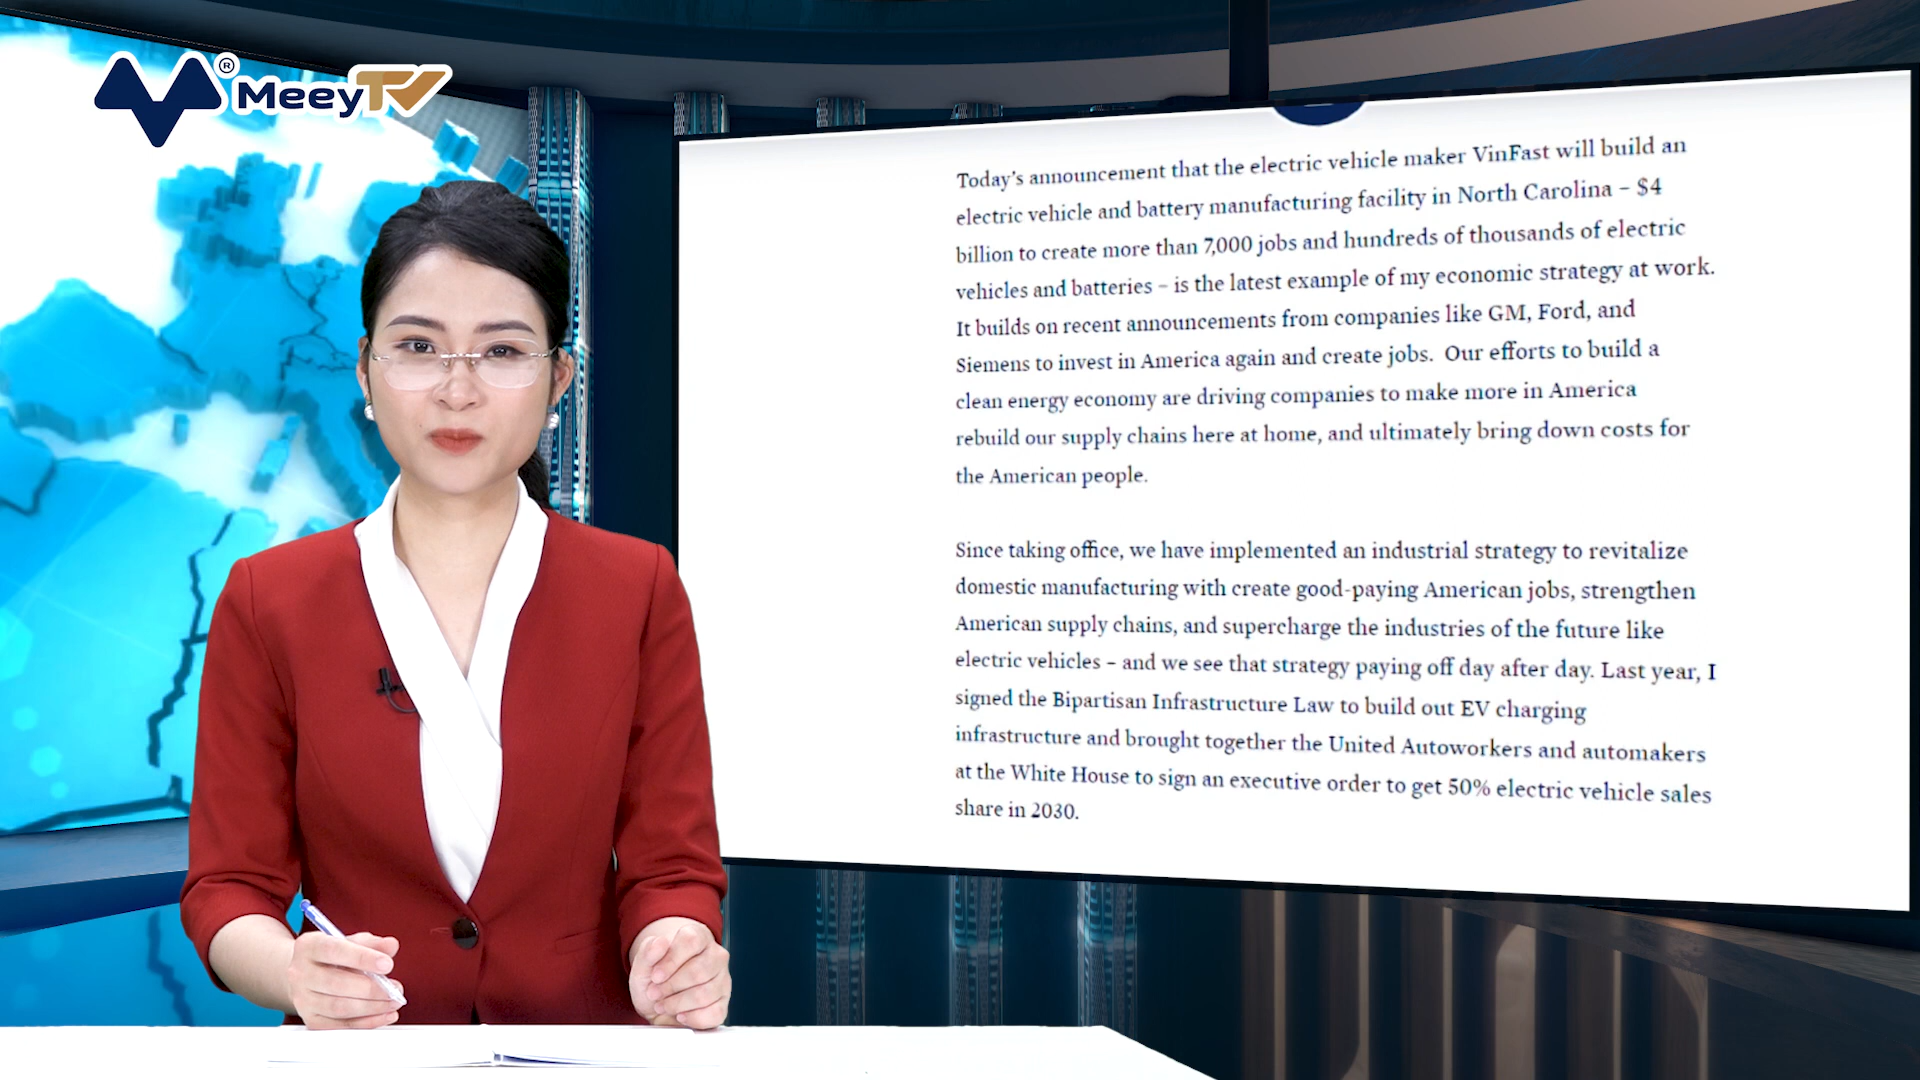 ® MeeyTV
Today's announcement that the electric vehicle maker VinFast will build an
electric vehicle and battery manufacturing facility in North Carolina – $4
billion to create more than 7,000 jobs and hundreds of thousands of electric
vehicles and batteries – is the latest example of my economic strategy at work.
It builds on recent announcements from companies like GM, Ford, and
Siemens to invest in America again and create jobs. Our efforts to build a
clean energy economy are driving companies to make more in America
rebuild our supply chains here at home, and ultimately bring down costs for
the American people.
Since taking office, we have implemented an industrial strategy to revitalize
domestic manufacturing with create good-paying American jobs, strengthen
American supply chains, and supercharge the industries of the future like
electric vehicles – and we see that strategy paying off day after day. Last year, I
signed the Bipartisan Infrastructure Law to build out EV charging
infrastructure and brought together the United Autoworkers and automakers
at the White House to sign an executive order to get 50% electric vehicle sales
share in 2030.